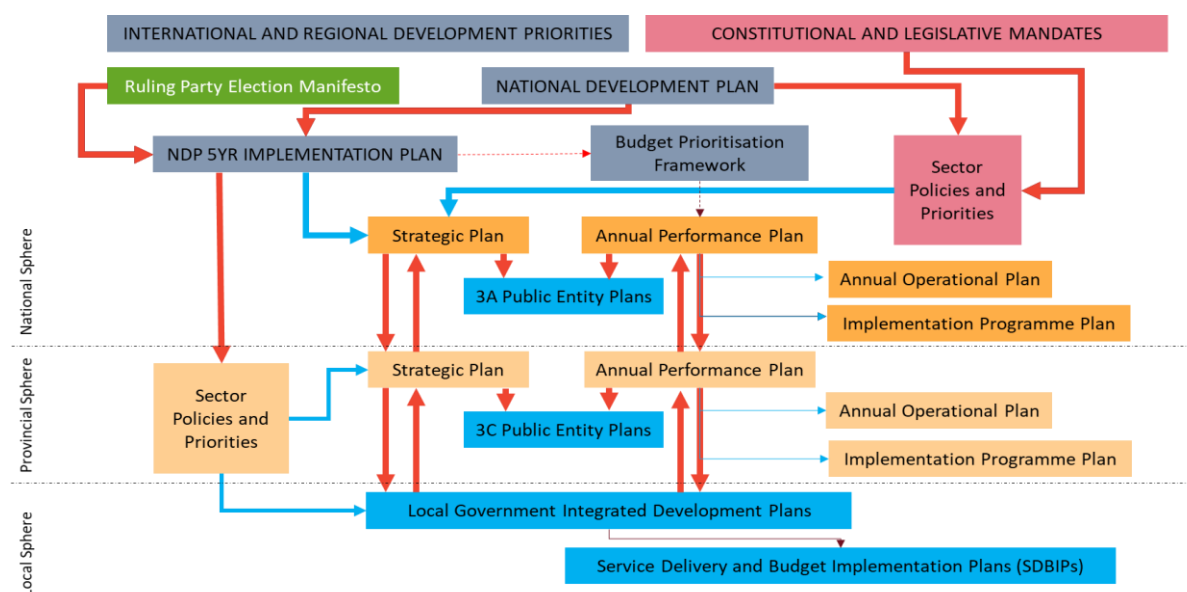 INTERNATIONAL AND REGIONAL DEVELOPMENT PRIORITIES
CONSTITUTIONAL AND LEGISLATIVE MANDATES
Ruling Party Election Manifesto
NATIONAL DEVELOPMENT PLAN
NDP 5YR IMPLEMENTATION PLAN
Budget Prioritisation
Framework
Sector
Policies and
Priorities
National Sphere
Strategic Plan
Annual Performance Plan
3A Public Entity Plans
Annual Operational Plan
Implementation Programme Plan
Provincial Sphere
Sector
Policies and
Priorities
Strategic Plan
Annual Performance Plan
3C Public Entity Plans
Annual Operational Plan
Implementation Programme Plan
Local Sphere
Local Government Integrated Development Plans
Service Delivery and Budget Implementation Plans (SDBIPs)